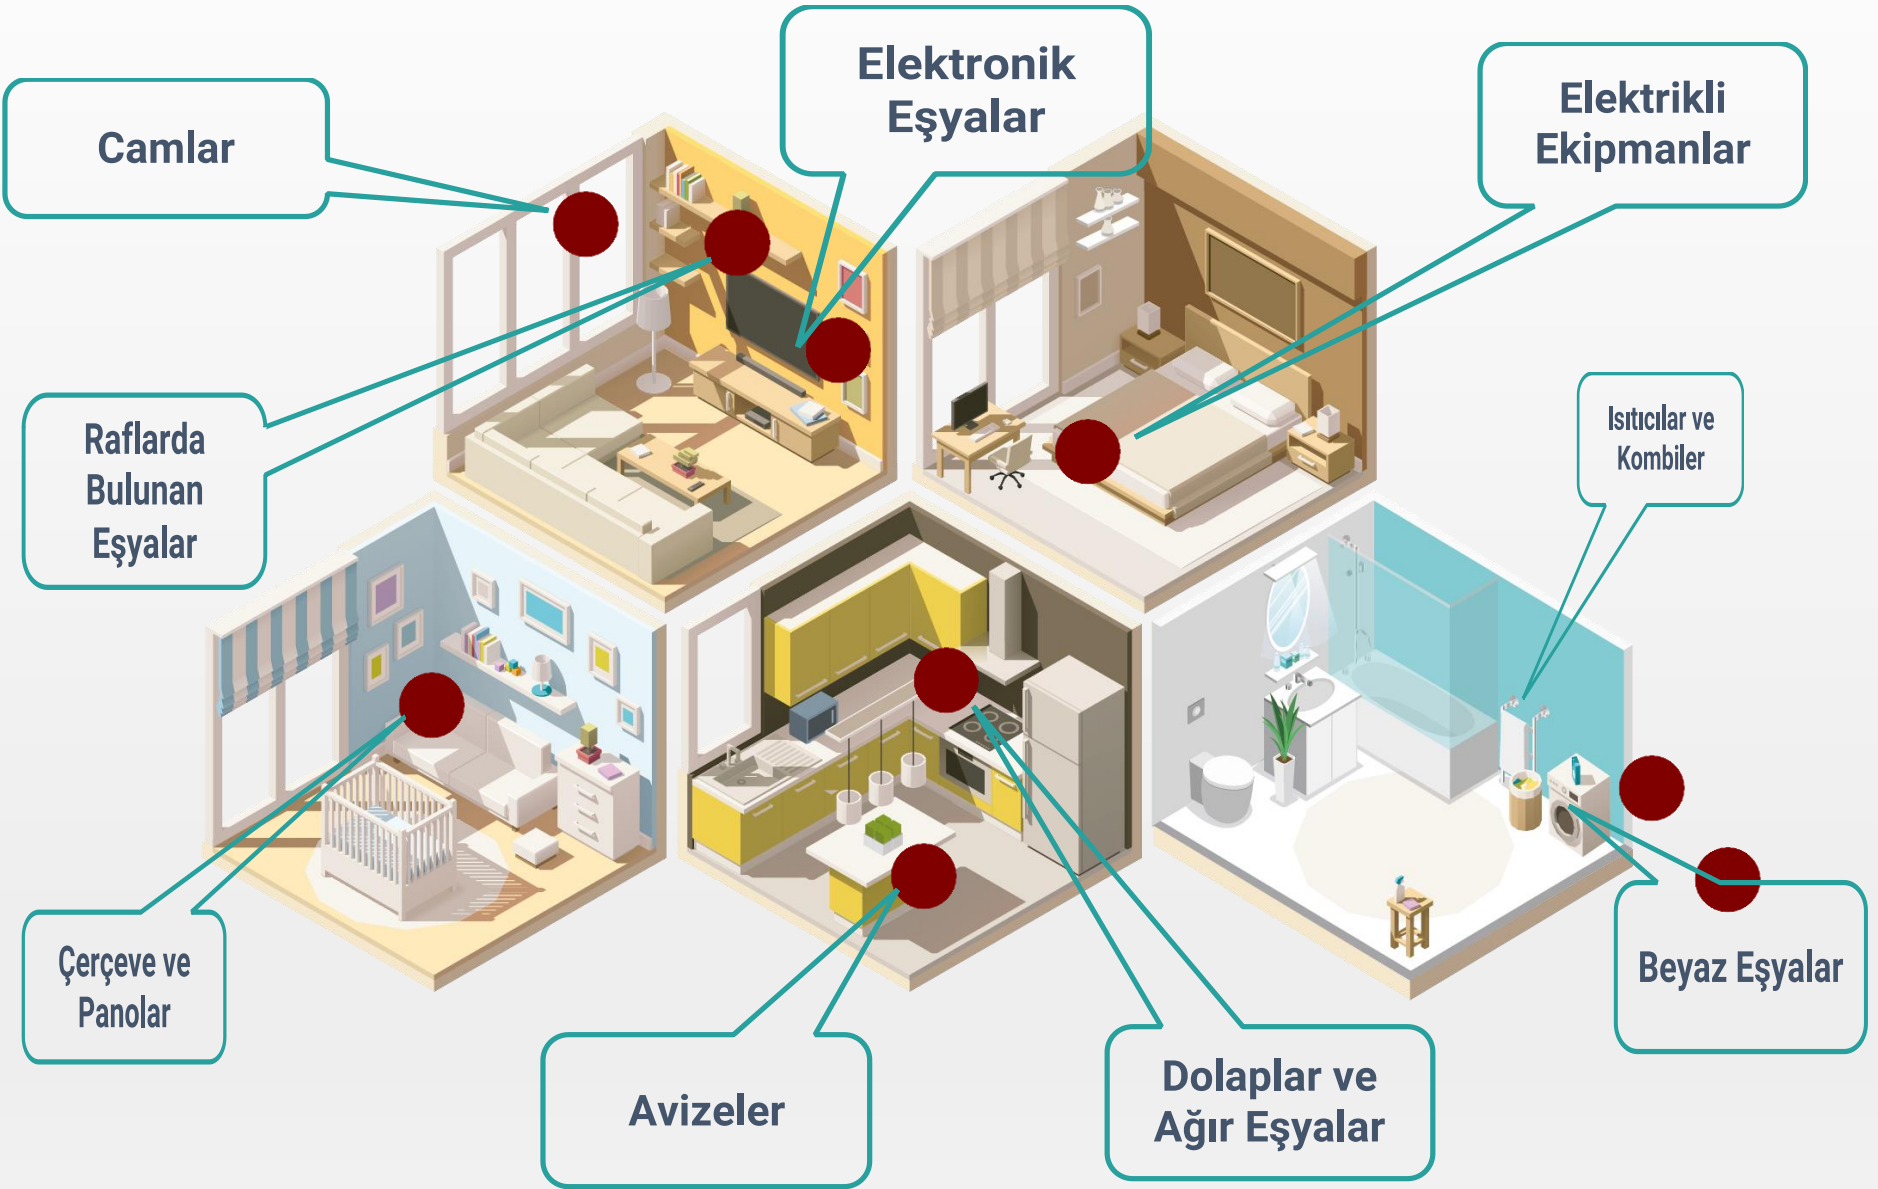 Elektronik
Eşyalar
Camlar
Elektrikli
Ekipmanlar
Raflarda
Bulunan
Eşyalar
Isıtıcılar ve
Kombiler
Çerçeve ve
Panolar
Beyaz Eşyalar
Avizeler
Dolaplar ve
Ağır Eşyalar